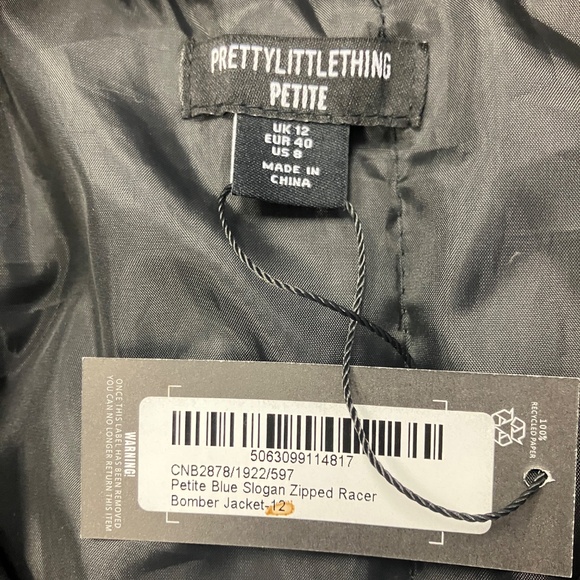 PRETTYLITTLETHING
PETITE
UK 12
EUR 40
US 8
MADE IN
CHINA
WARNING!
ONCE THIS LABEL HAS BEEN REMOVED
YOU CAN NO LONGER RETURN THIS ITEM
5063099114817
CNB2878/1922/597
Petite Blue Slogan Zipped Racer
Bomber Jacket-12
100%
RECYCLED PAPER